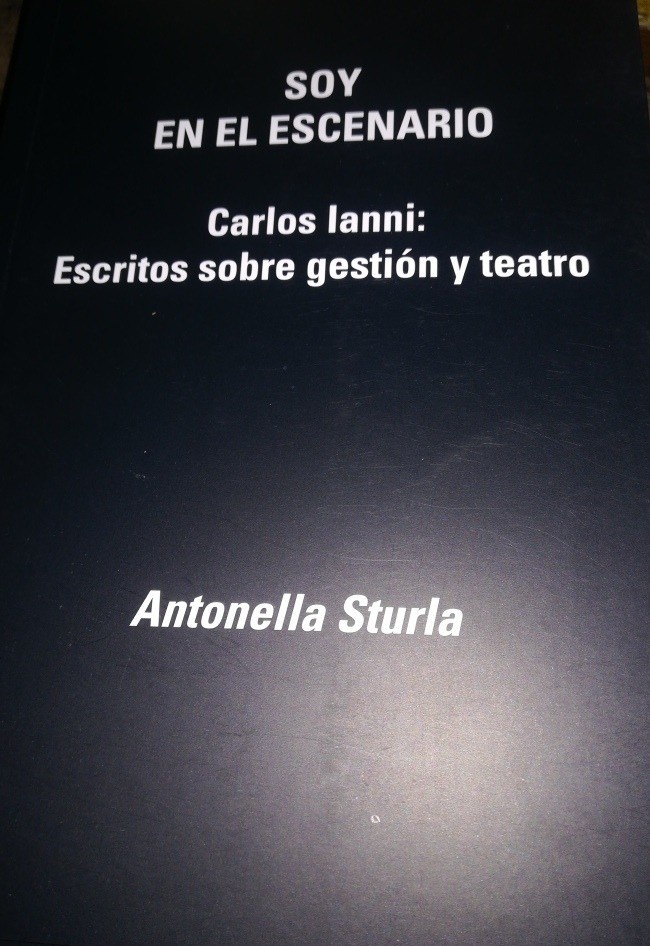 SOY
EN EL ESCENARIO
Carlos Ianni:
Escritos sobre gestión y teatro
Antonella Sturla